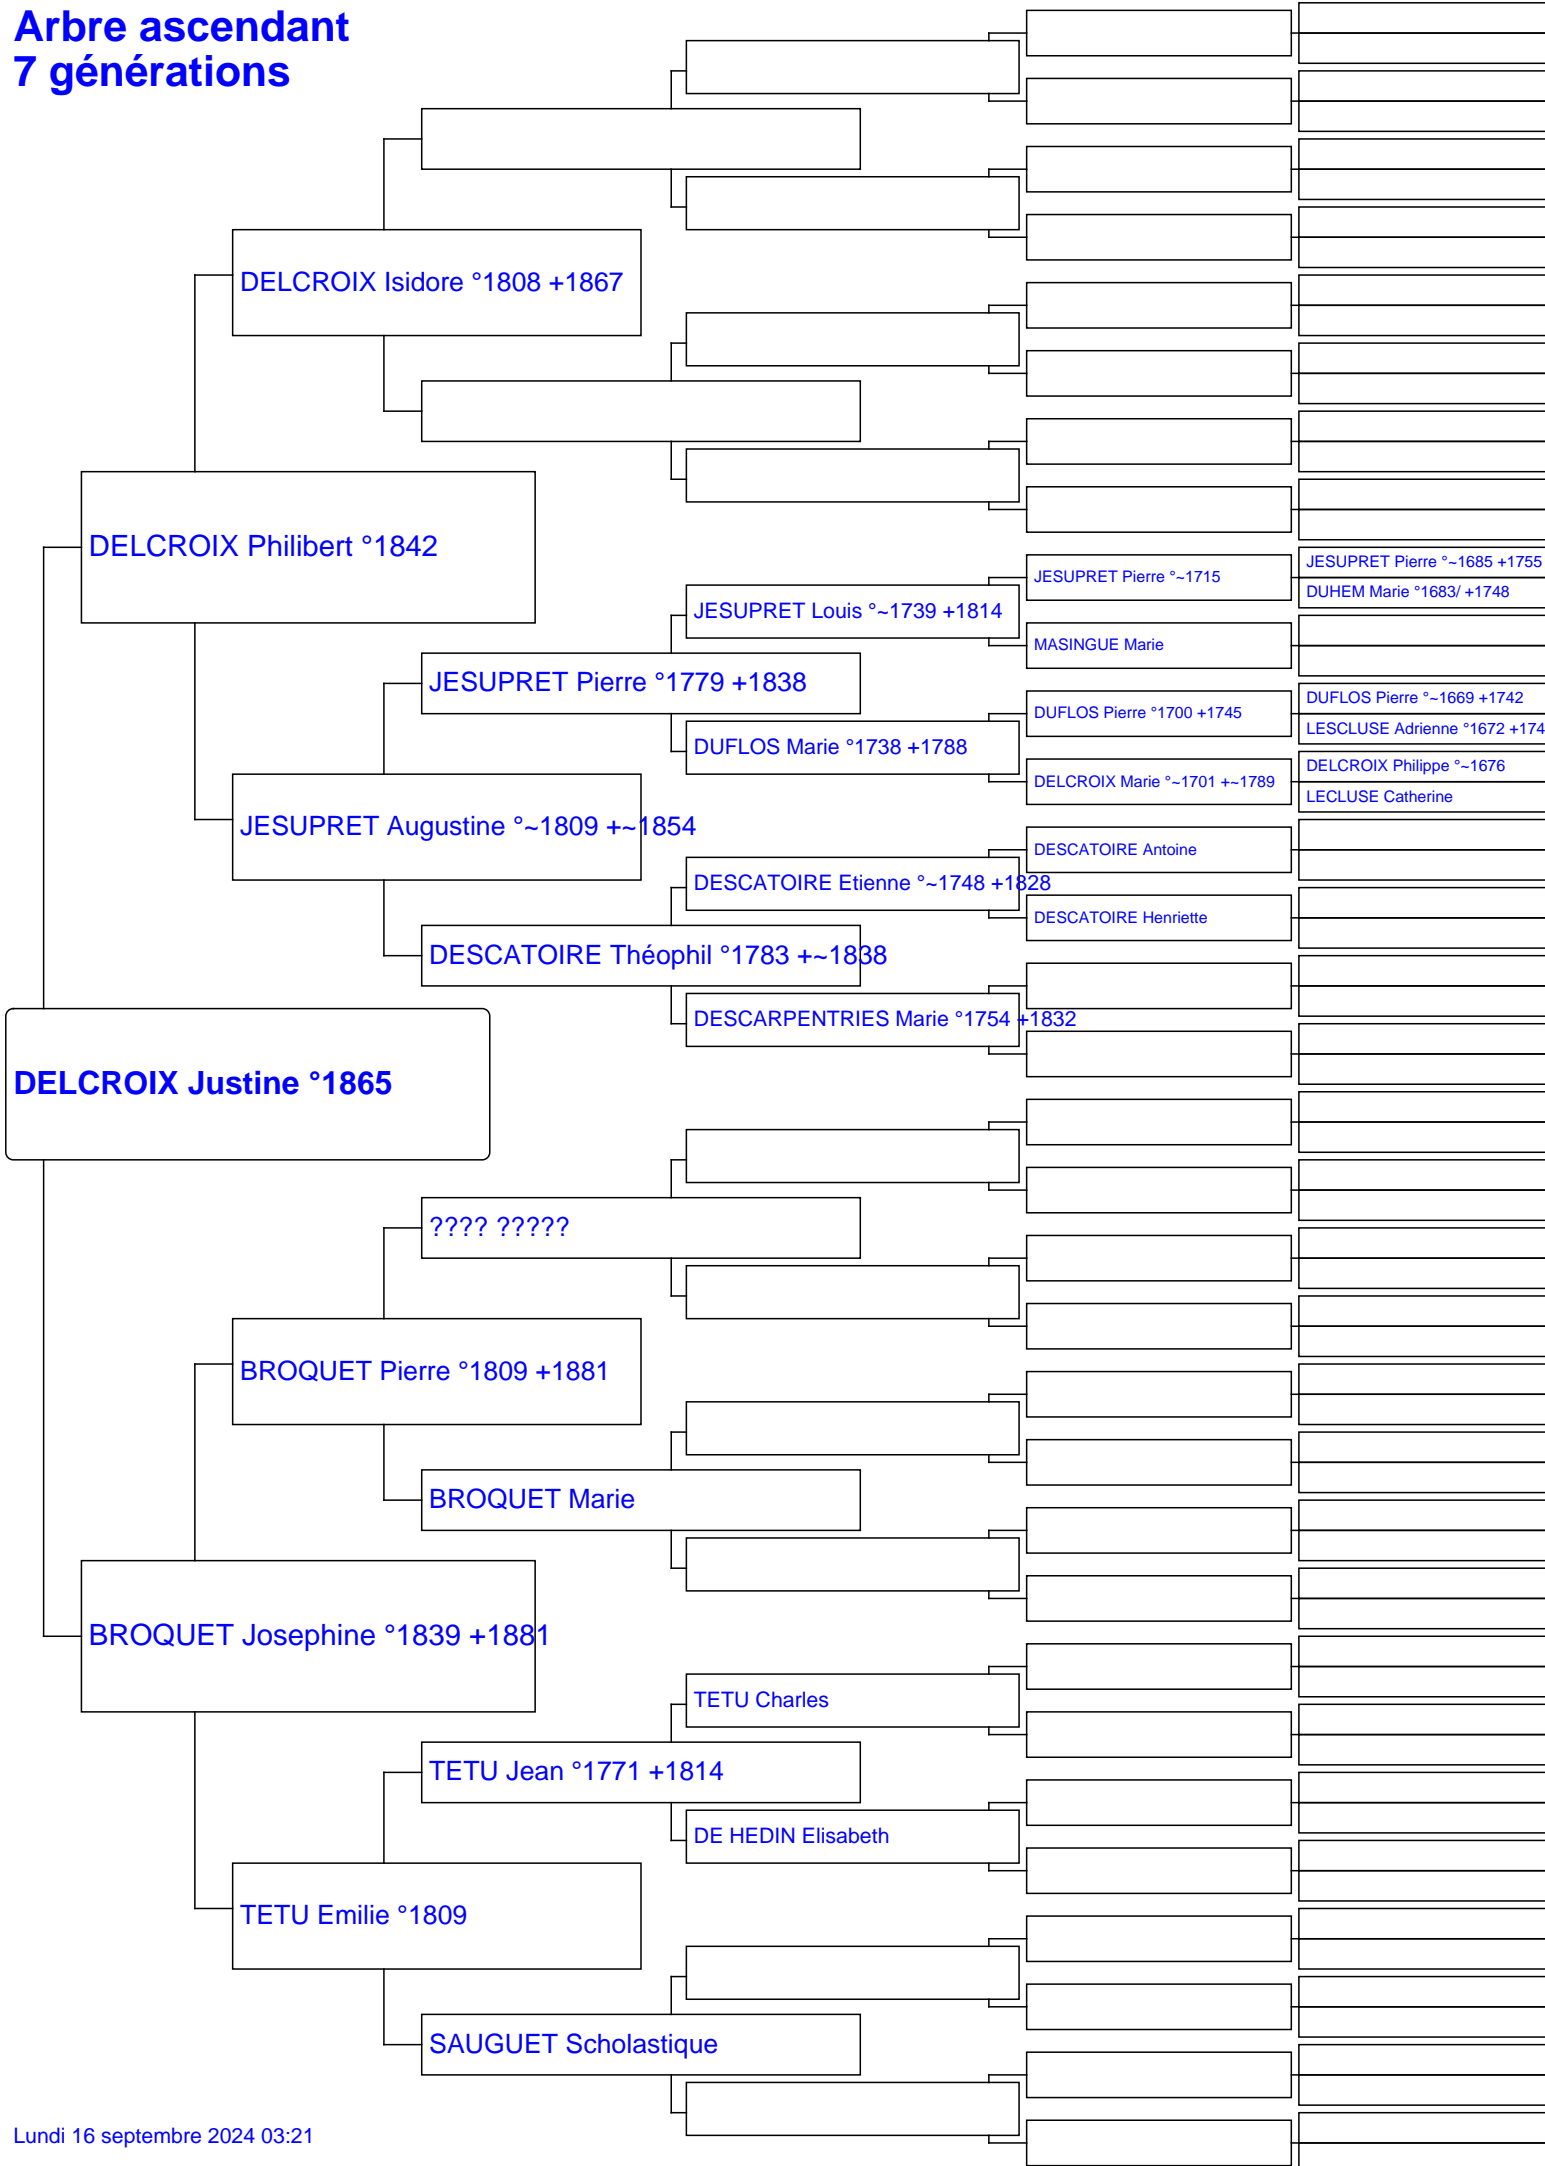 Arbre ascendant
7 générations
DELCROIX Isidore °1808 +1867
DELCROIX Philibert °1842
JESUPRET Pierre °~1685 +1755
JESUPRET Pierre °~1715
DUHEM Marie °1683/ +1748
JESUPRET Louis °~1739 +1814
MASINGUE Marie
JESUPRET Pierre °1779 +1838
DUFLOS Pierre °~1669 +1742
DUFLOS Pierre °1700 +1745
LESCLUSE Adrienne °1672 +174
DUFLOS Marie °1738 +1788
DELCROIX Philippe °~1676
DELCROIX Marie °~1701 +~1789
LECLUSE Catherine
JESUPRET Augustine °~1809 +~1854
DESCATOIRE Antoine
DESCATOIRE Etienne °~1748 +1828
DESCATOIRE Henriette
DESCATOIRE Théophil °1783 +~1838
DESCARPENTRIES Marie °1754 +1832
DELCROIX Justine °1865
???? ?????
BROQUET Pierre °1809 +1881
BROQUET Marie
BROQUET Josephine °1839 +1881
TETU Charles
TETU Jean °1771 +1814
DE HEDIN Elisabeth
TETU Emilie °1809
SAUGUET Scholastique
Lundi 16 septembre 2024 03:21